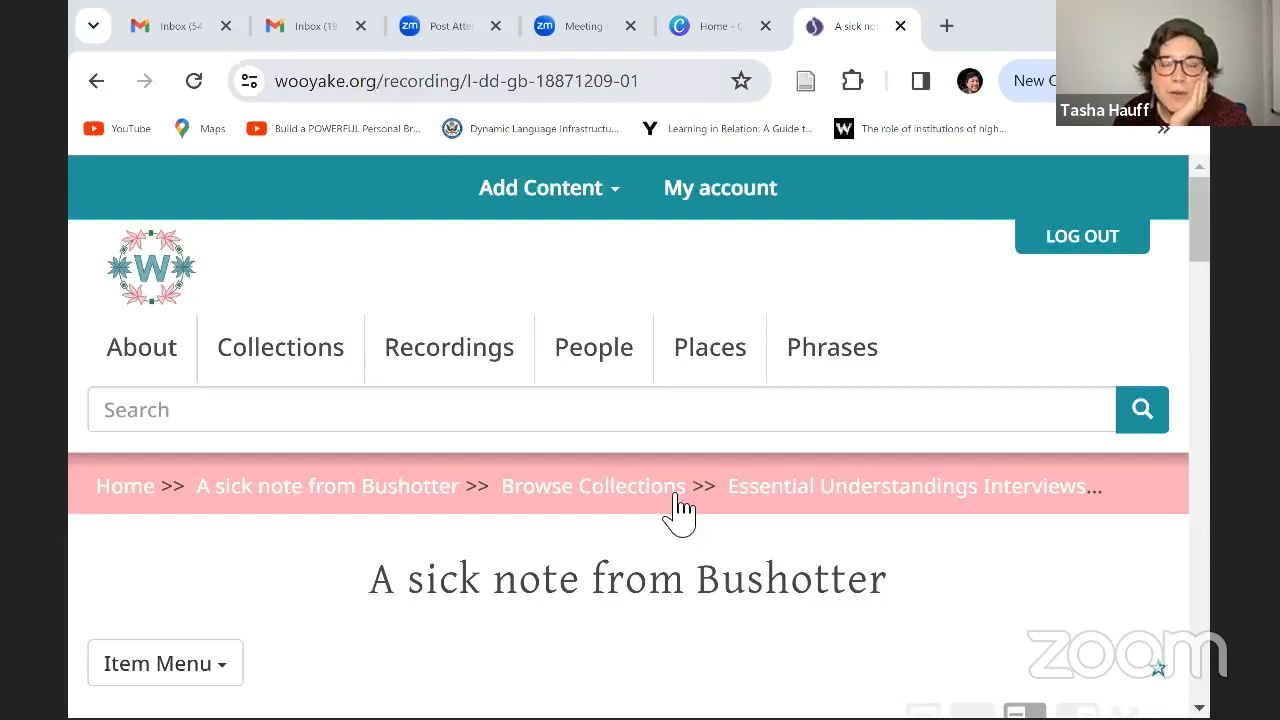 Inbox (54
Inbox (19
zm Post Atte
zm Meeting
C Home - C
A sick no
wooyake.org/recording/l-dd-gb-18871209-01
New C
YouTube
Maps
Build a POWERFUL Personal Br...
Dynamic Language Infrastructu...
Y Learning in Relation: A Guide t...
W The role of institutions of high...
»
Tasha Hauff
Add Content
My account
LOG OUT
W
About
Collections
Recordings
People
Places
Phrases
Search
Home >> A sick note from Bushotter >> Browse Collections >> Essential Understandings Interviews...
A sick note from Bushotter
Item Menu
zoom